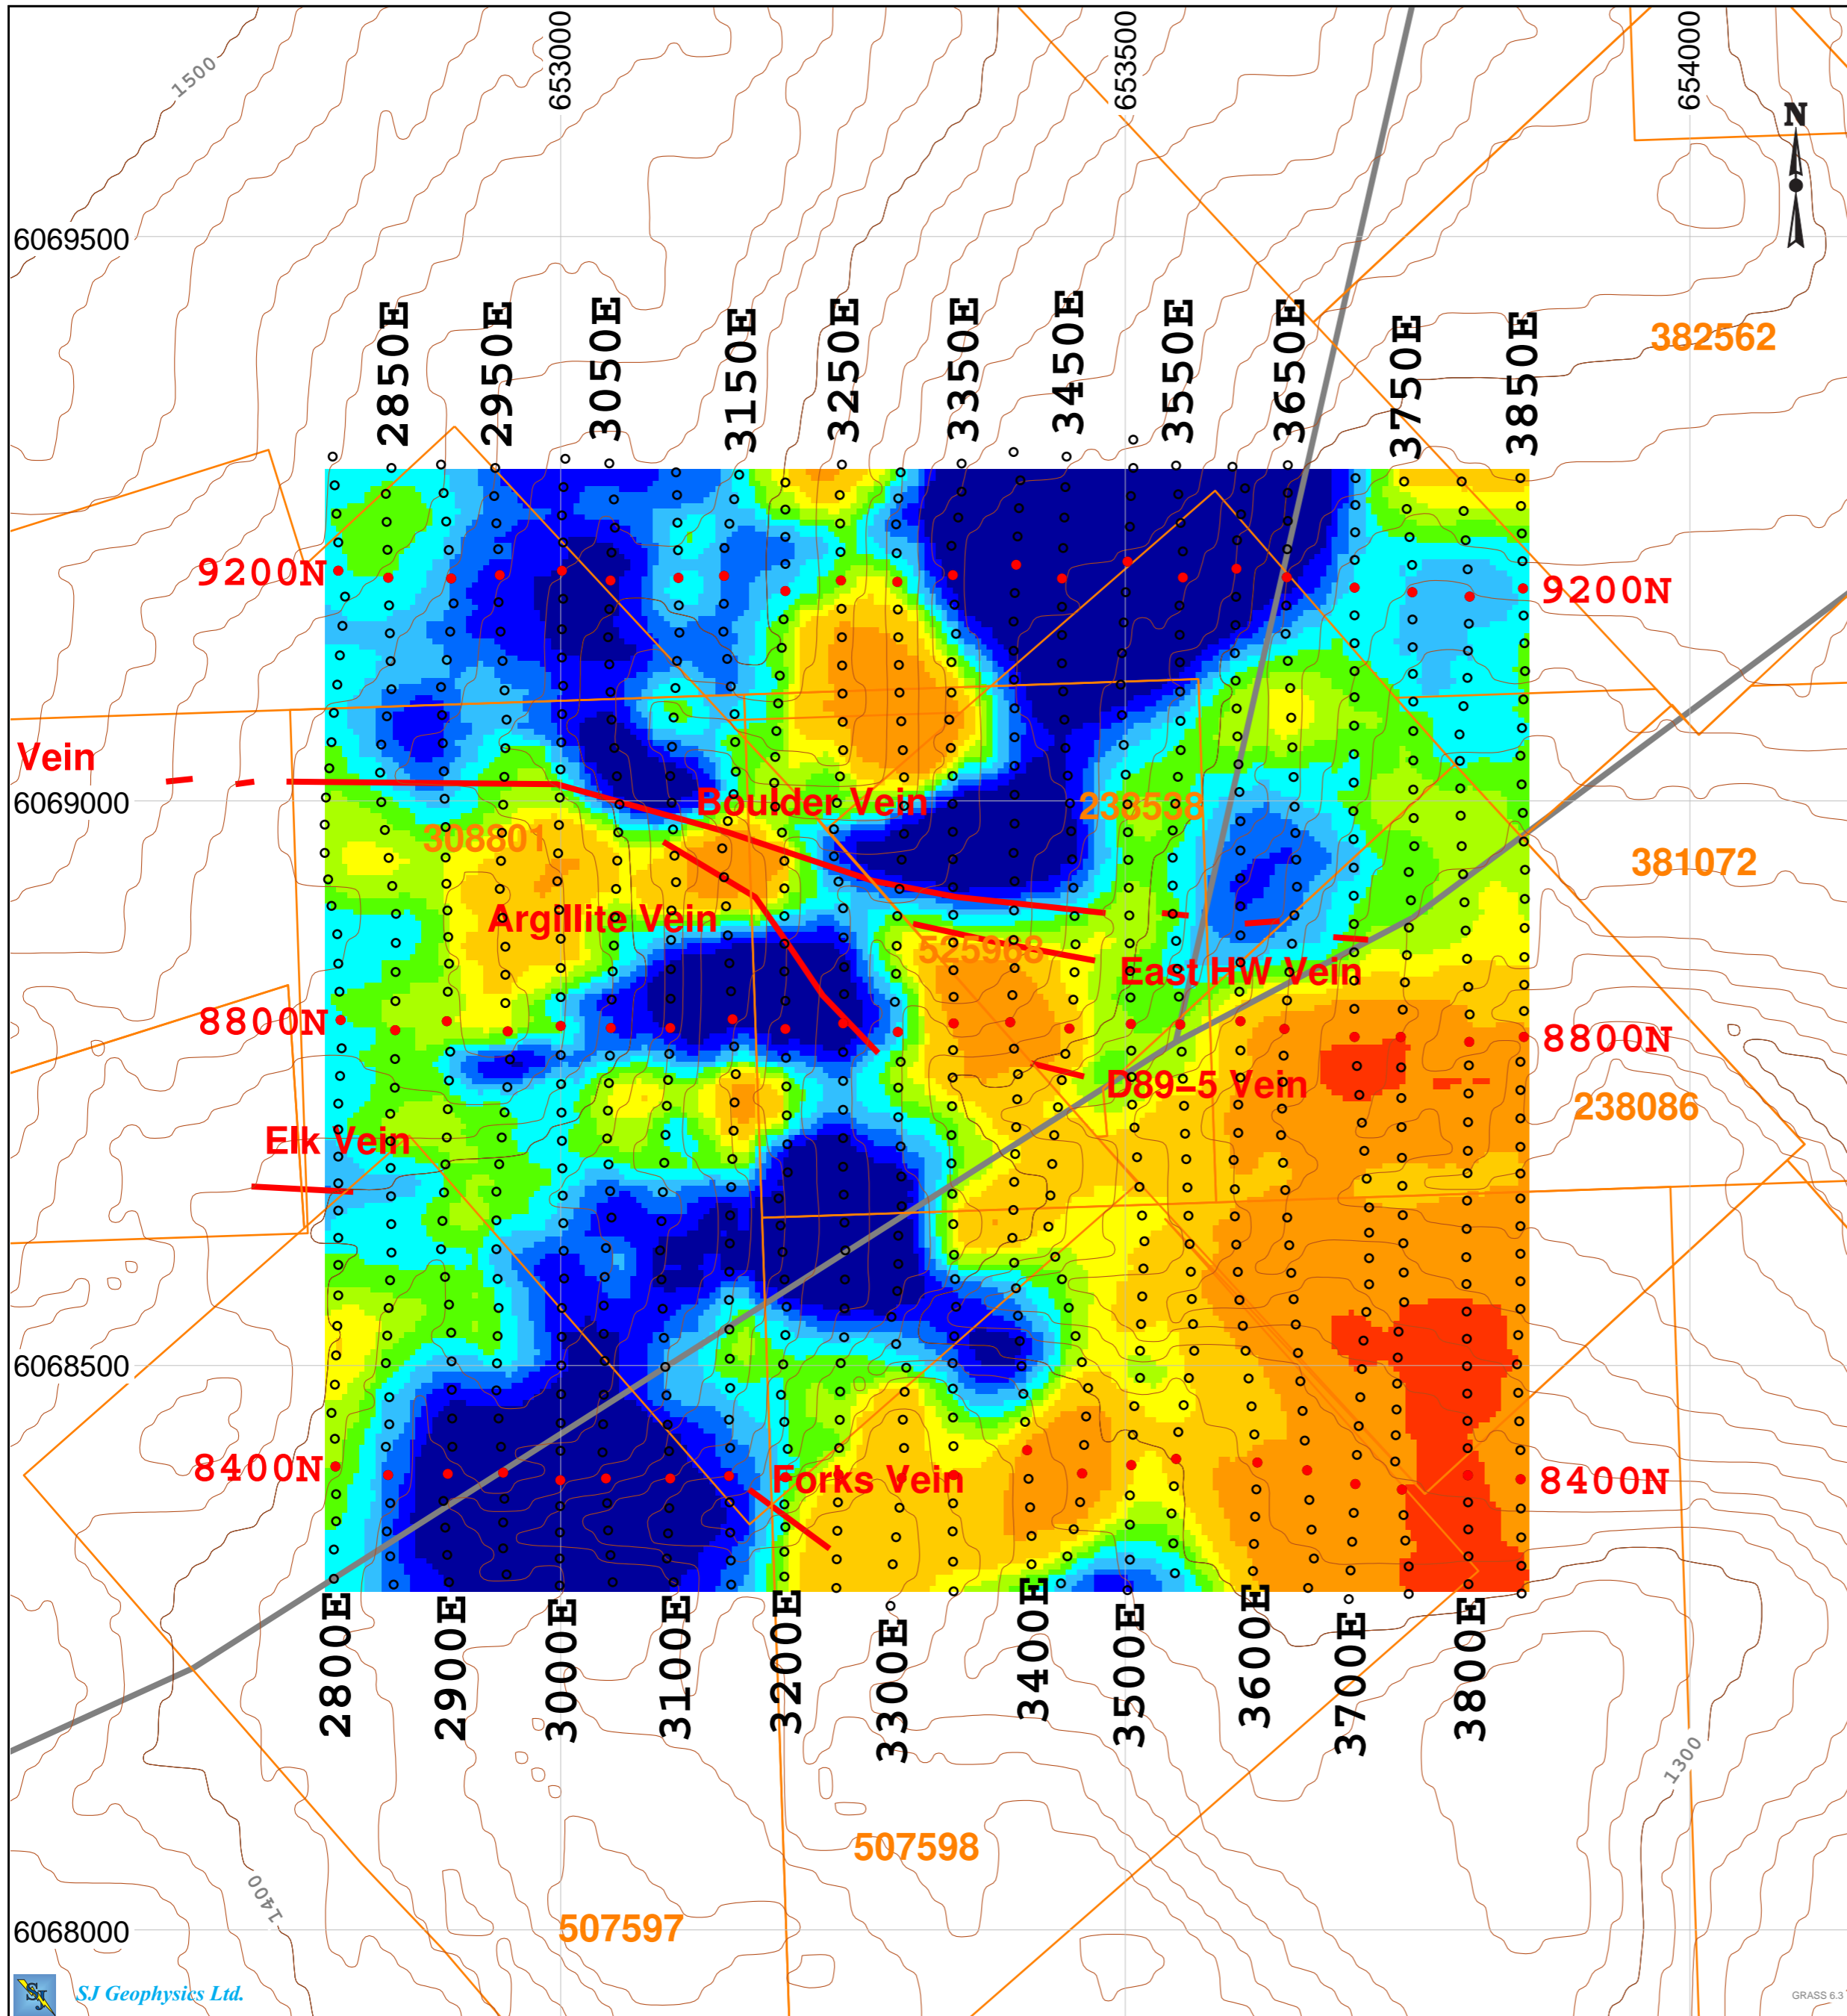 653000
653500
654000
1500
N
6069500
382562
2850E
2950E
3050E
3150E
3250E
3350E
3450E
3550E
3650E
3750E
3850E
9200N
9200N
Vein
6069000
Boulder Vein
233538
308801
381072
Argillite Vein
525968
East HW Vein
8800N
8800N
D89-5 Vein
238086
Elk Vein
6068500
8400N
Forks Vein
8400N
2800E
2900E
3000E
3100E
3200E
3300E
3400E
3500E
3600E
3700E
3800E
1300
507598
1400
507597
6068000
SJ
SJ Geophysics Ltd.
GRASS 6.3